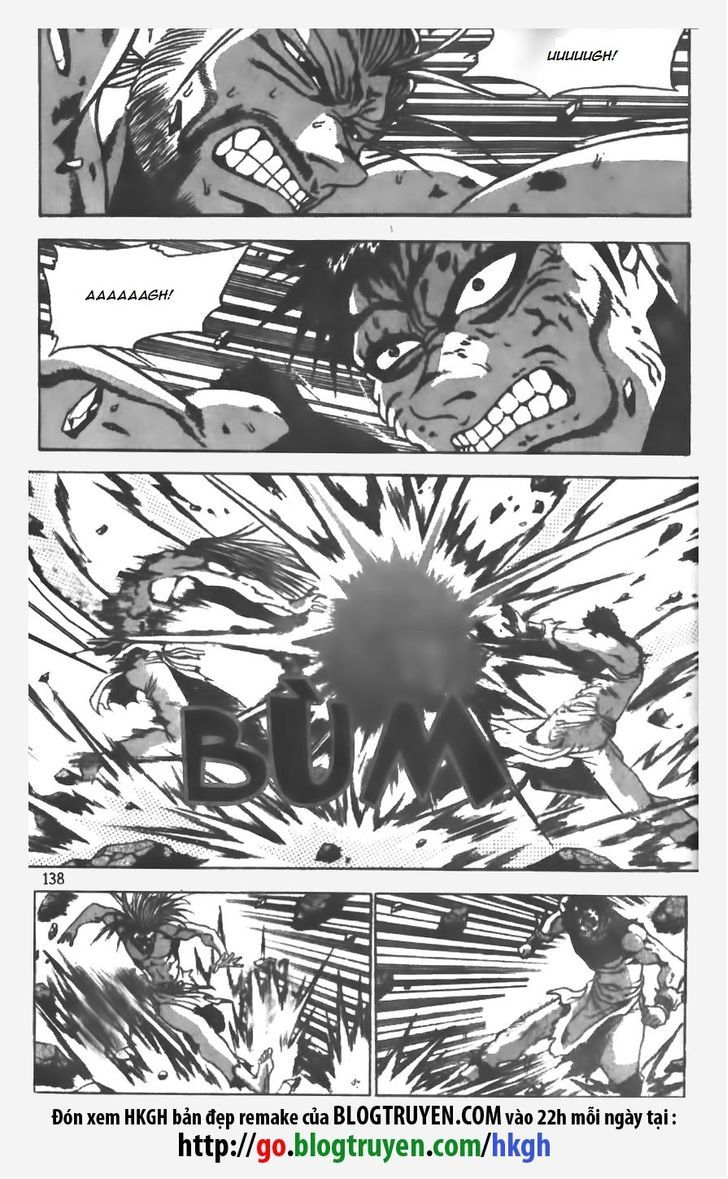 UUUUUGH!
AAAAAAGH!
BÙM
138
Đón xem HKGH bản đẹp remake của BLOGTRUYEN.COM vào 22h mỗi ngày tại :
http://go.blogtruyen.com/hkgh